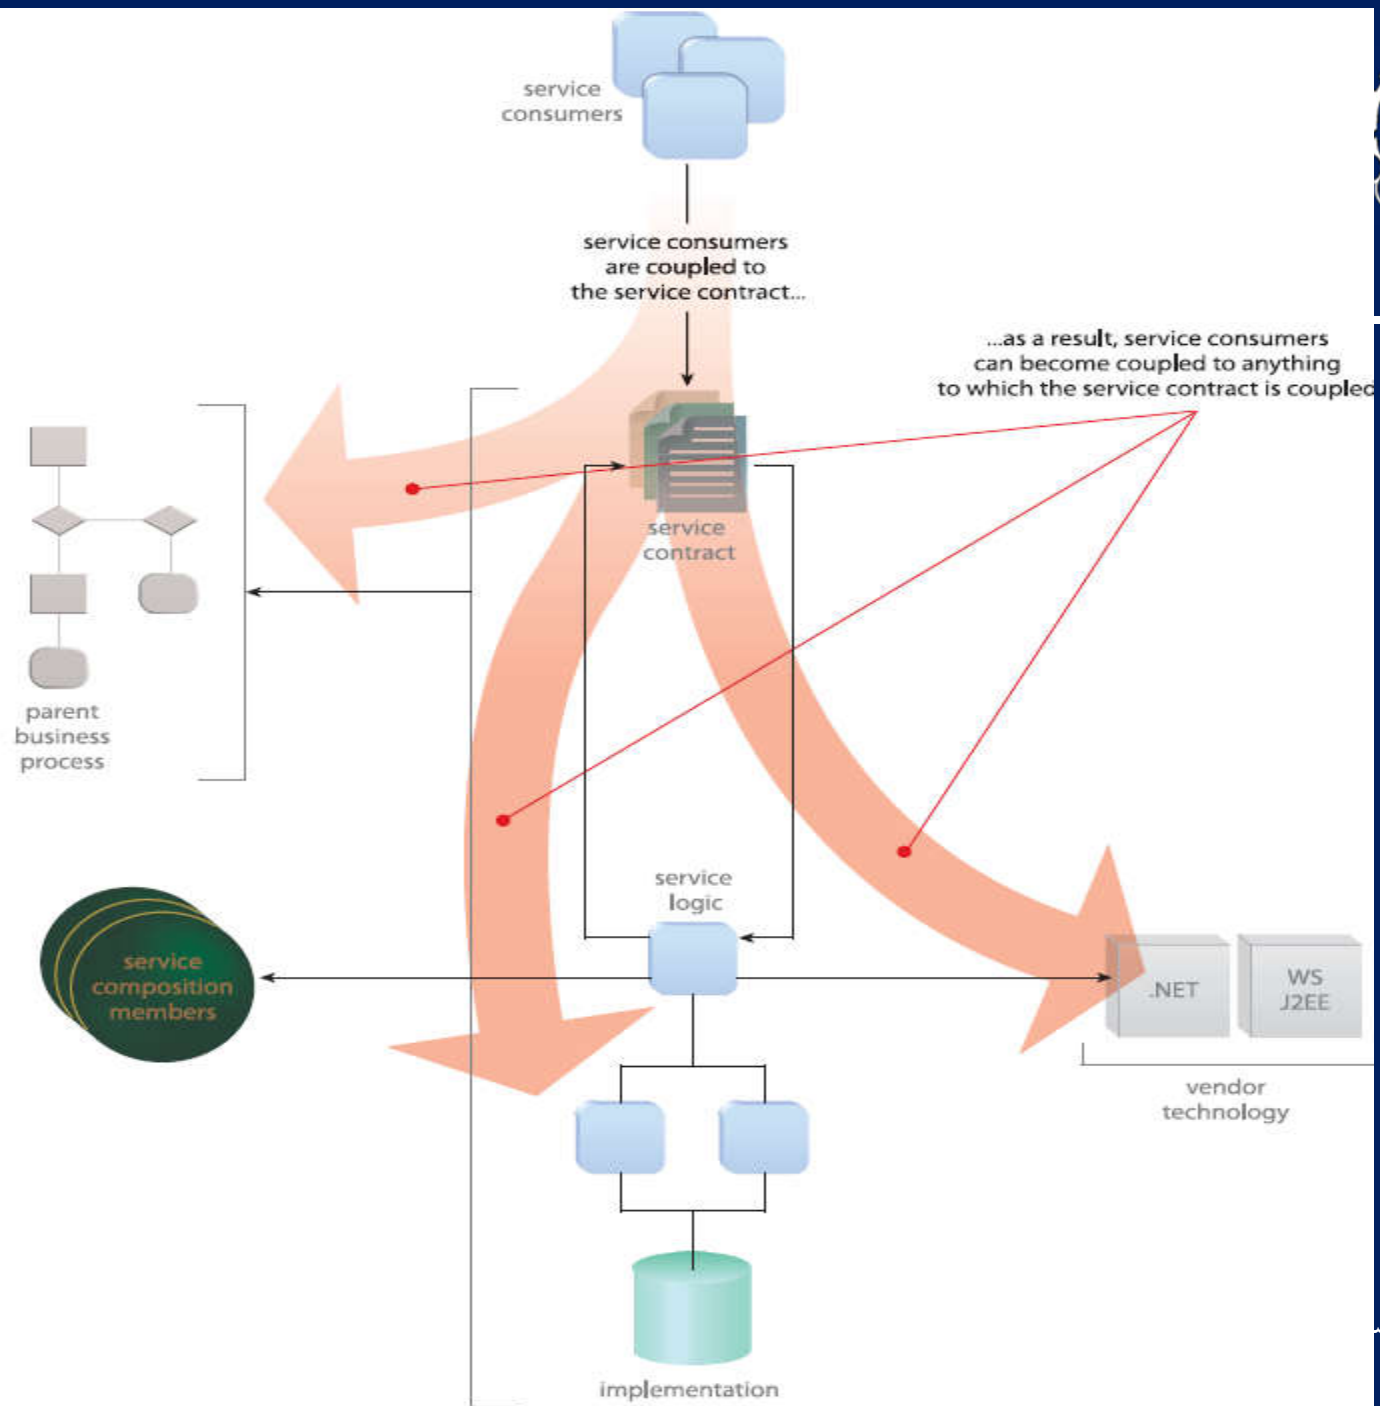 service
consumers
service consumers
are coupled to
the service contract...
...as a result, service consumers
can become coupled to anything
to which the service contract is coupled
service
contract
parent
business
process
service
logic
service
composition
members
.NET
WS
J2EE
vendor
technology
implementation